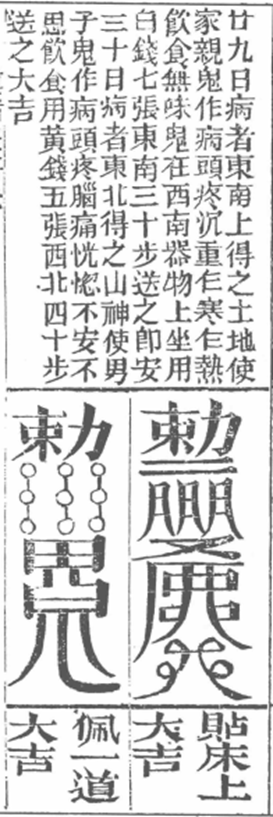 廿九日病者東南上得之土地使
家親鬼作病頭疼沉重乍寒乍熱
飲食無味鬼在西南器物上坐用
白錢七張東南三十步送之即安
三十日病者東北得之山神使男
子鬼作病頭疼腦痛恍惚不安不
思飲食用黃錢五張西北四十步
送之大吉
勅
勅
貼床上
大吉
佩一道
大吉